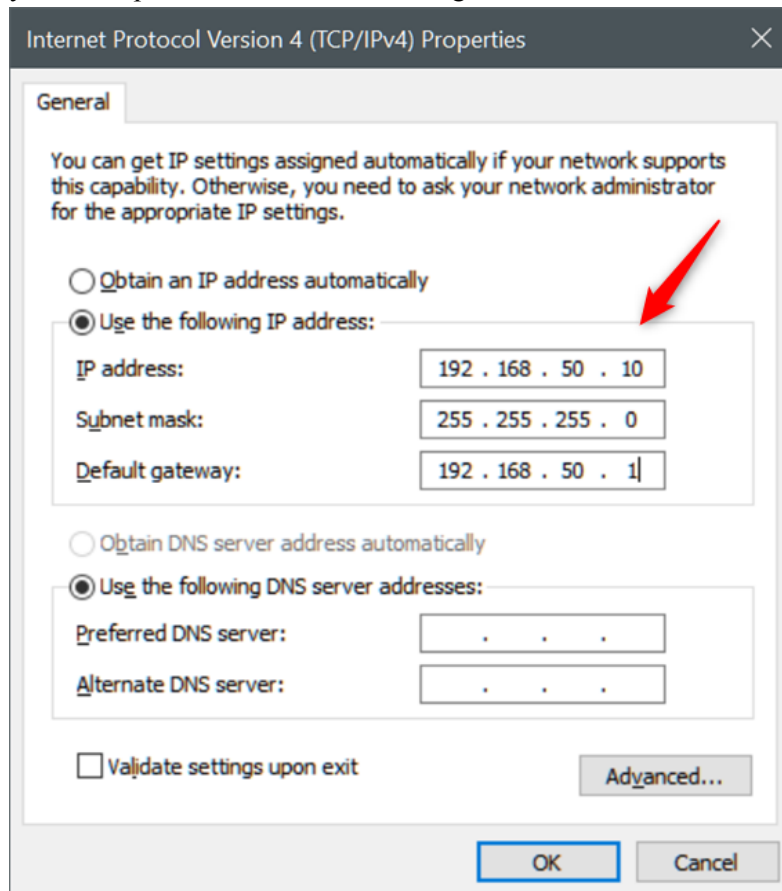 Internet Protocol Version 4 (TCP/IPv4) Properties
General
You can get IP settings assigned automatically if your network supports
this capability. Otherwise, you need to ask your network administrator
for the appropriate IP settings.
Obtain an IP address automatically
Use the following IP address:
IP address: 192 . 168 . 50 . 10
Subnet mask: 255 . 255 . 255 . 0
Default gateway: 192 . 168 . 50 . 1
Obtain DNS server address automatically
Use the following DNS server addresses:
Preferred DNS server: . . .
Alternate DNS server: . . .
Validate settings upon exit
Advanced...
OK Cancel